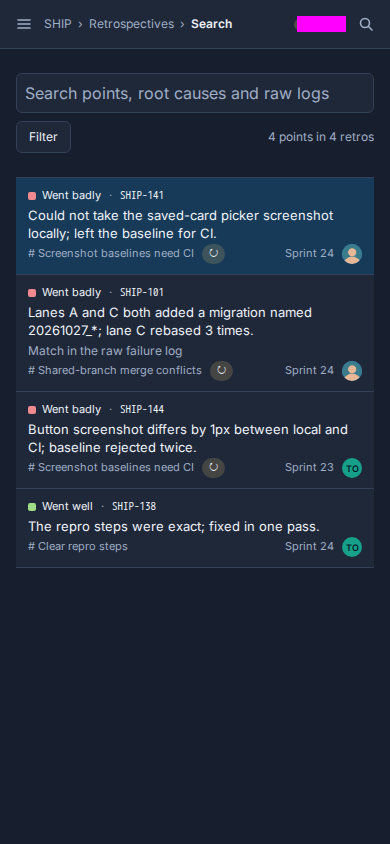 SHIP › Retrospectives › Search
Search points, root causes and raw logs
Filter
4 points in 4 retros
Went badly · SHIP-141
Could not take the saved-card picker screenshot
locally; left the baseline for CI.
# Screenshot baselines need CI
Sprint 24
Went badly · SHIP-101
Lanes A and C both added a migration named
20261027_*; lane C rebased 3 times.
Match in the raw failure log
# Shared-branch merge conflicts
Sprint 24
Went badly · SHIP-144
Button screenshot differs by 1px between local and
CI; baseline rejected twice.
# Screenshot baselines need CI
Sprint 23
TO
Went well · SHIP-138
The repro steps were exact; fixed in one pass.
# Clear repro steps
Sprint 24
TO